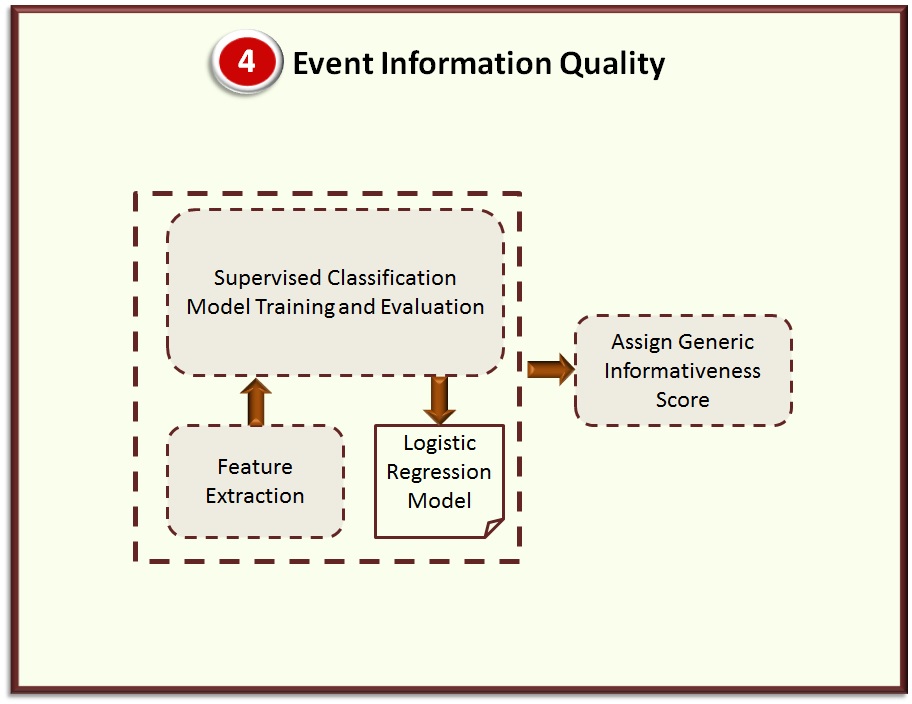 4 Event Information Quality
Supervised Classification
Model Training and Evaluation
Assign Generic
Informativeness
Score
Feature
Extraction
Logistic
Regression
Model